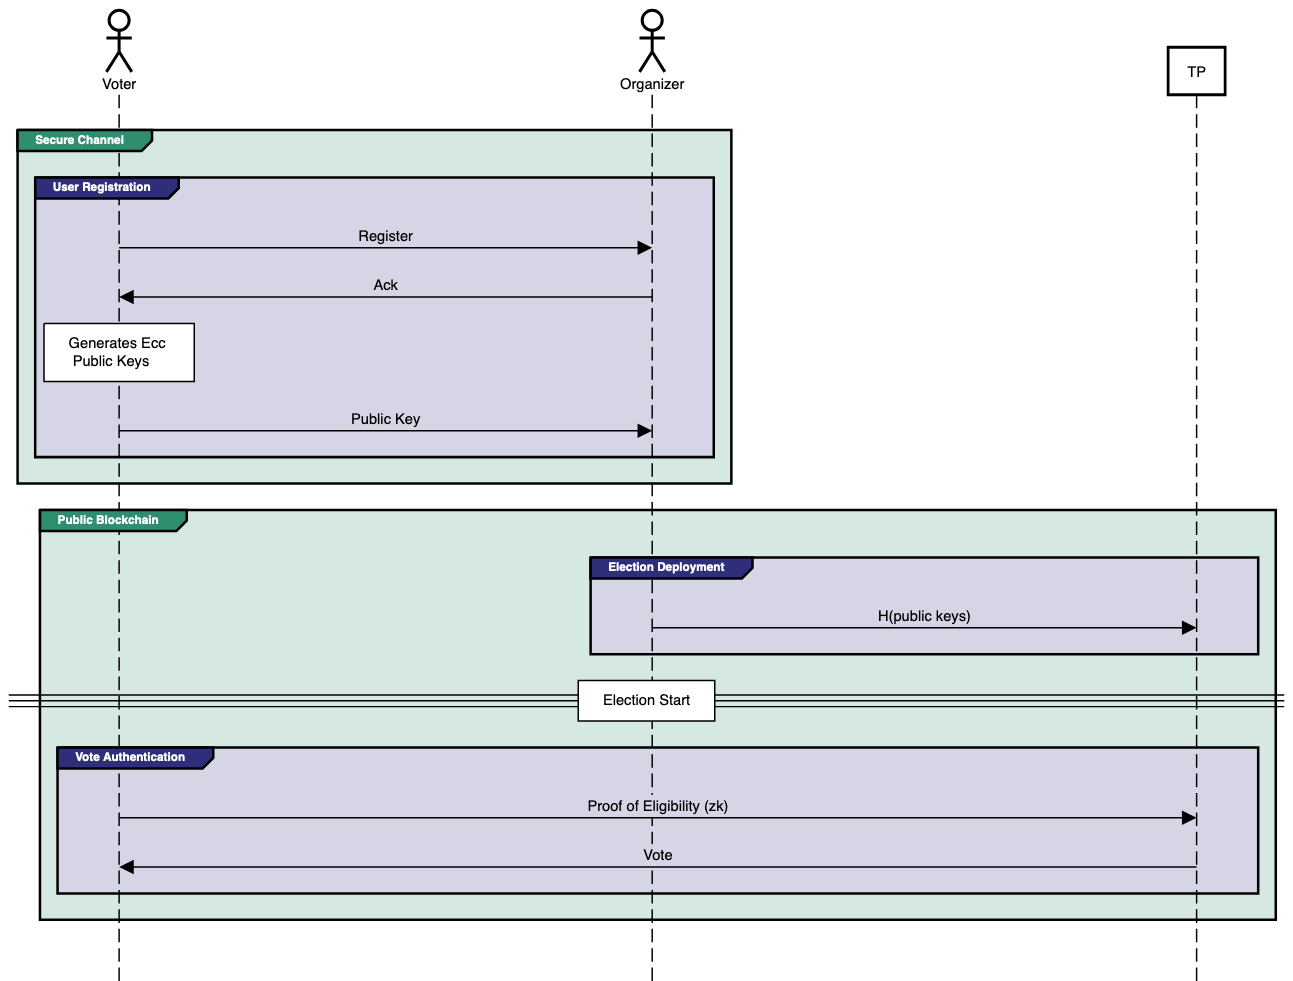 Voter
Organizer
TP
Secure Channel
User Registration
Register
Ack
Generates Ecc
Public Keys
Public Key
Public Blockchain
Election Deployment
H(public keys)
Election Start
Vote Authentication
Proof of Eligibility (zk)
Vote